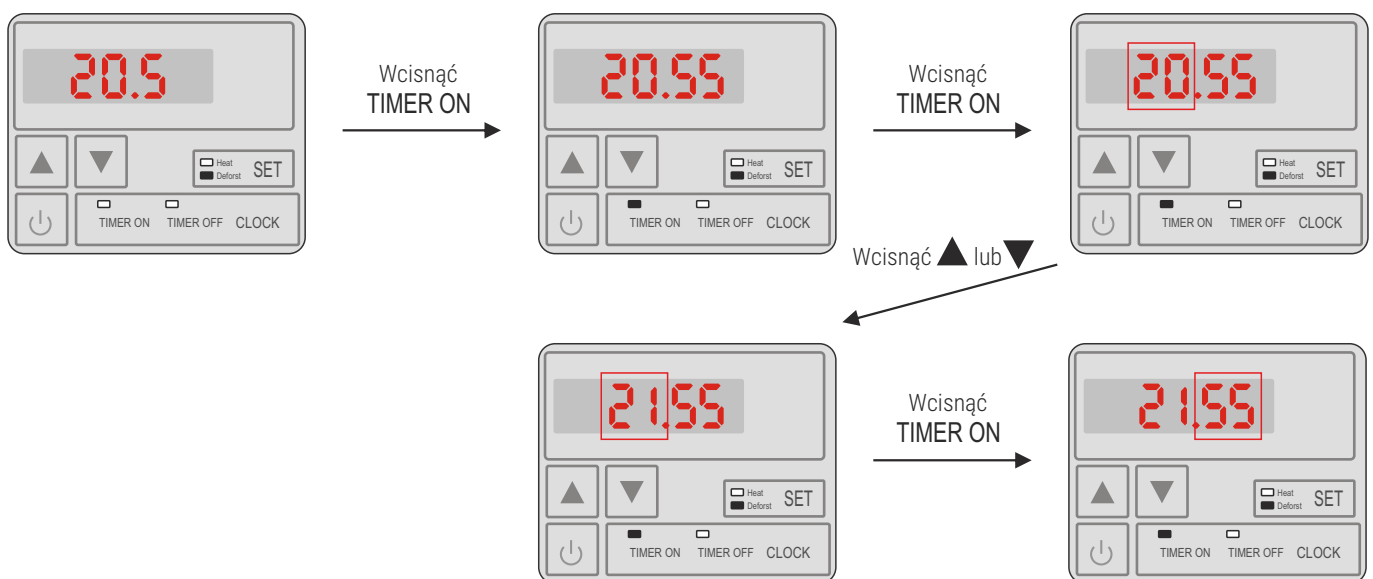 20.5
Heat
Deforst
SET
TIMER ON TIMER OFF CLOCK
Wcisnąć
TIMER ON
20.55
Heat
Deforst
SET
TIMER ON TIMER OFF CLOCK
Wcisnąć
TIMER ON
20.55
Heat
Deforst
SET
TIMER ON TIMER OFF CLOCK
Wcisnąć ▲ lub ▼
21.55
Heat
Deforst
SET
TIMER ON TIMER OFF CLOCK
Wcisnąć
TIMER ON
21.55
Heat
Deforst
SET
TIMER ON TIMER OFF CLOCK